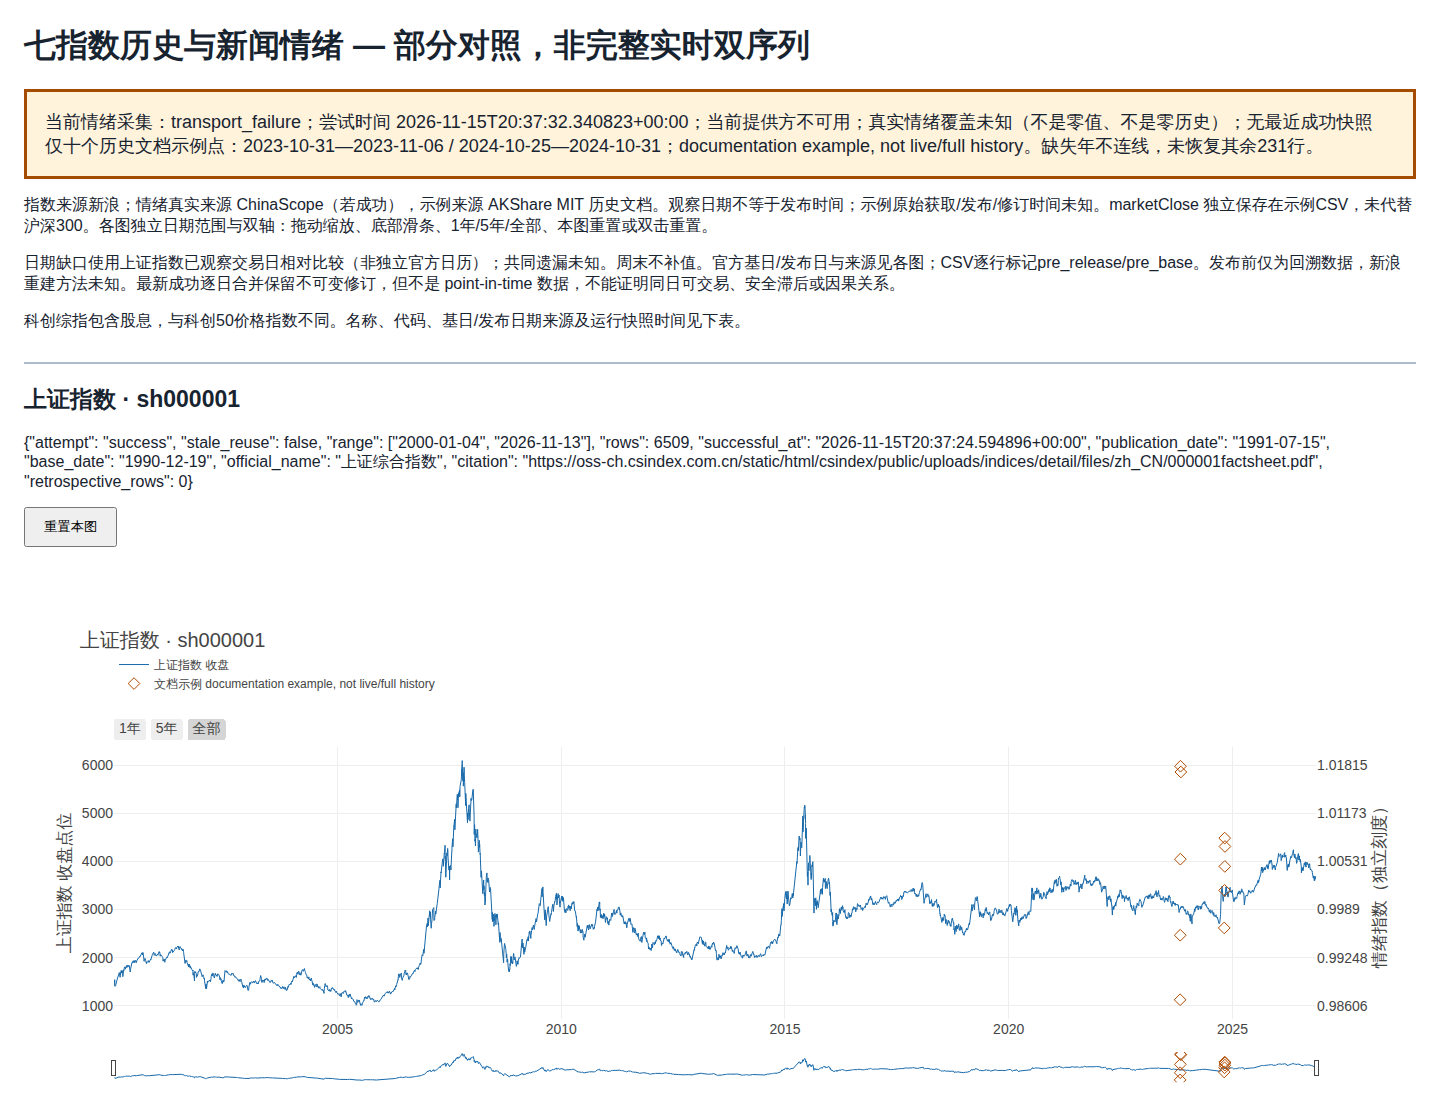 七指数历史与新闻情绪 — 部分对照，非完整实时双序列
当前情绪采集：transport_failure；尝试时间 2026-11-15T20:37:32.340823+00:00；当前提供方不可用；真实情绪覆盖未知（不是零值、不是零历史）；无最近成功快照
仅十个历史文档示例点：2023-10-31—2023-11-06 / 2024-10-25—2024-10-31；documentation example, not live/full history。缺失年不连线，未恢复其余231行。
指数来源新浪；情绪真实来源 ChinaScope（若成功），示例来源 AKShare MIT 历史文档。观察日期不等于发布时间；示例原始获取/发布/修订时间未知。marketClose 独立保存在示例CSV，未代替
沪深300。各图独立日期范围与双轴：拖动缩放、底部滑条、1年/5年/全部、本图重置或双击重置。
日期缺口使用上证指数已观察交易日相对比较（非独立官方日历）；共同遗漏未知。周末不补值。官方基日/发布日与来源见各图；CSV逐行标记pre_release/pre_base。发布前仅为回溯数据，新浪
重建方法未知。最新成功逐日合并保留不可变修订，但不是 point-in-time 数据，不能证明同日可交易、安全滞后或因果关系。
科创综指包含股息，与科创50价格指数不同。名称、代码、基日/发布日期来源及运行快照时间见下表。
上证指数 · sh000001
{"attempt": "success", "stale_reuse": false, "range": ["2000-01-04", "2026-11-13"], "rows": 6509, "successful_at": "2026-11-15T20:37:24.594896+00:00", "publication_date": "1991-07-15",
"base_date": "1990-12-19", "official_name": "上证综合指数", "citation": "https://oss-ch.csindex.com.cn/static/html/csindex/public/uploads/indices/detail/files/zh_CN/000001factsheet.pdf",
"retrospective_rows": 0}
重置本图
上证指数 · sh000001
上证指数 收盘
文档示例 documentation example, not live/full history
1年 5年 全部
上证指数 收盘点位
6000
5000
4000
3000
2000
1000
1.01815
1.01173
1.00531
0.9989
0.99248
0.98606
情绪指数（独立刻度）
2005 2010 2015 2020 2025